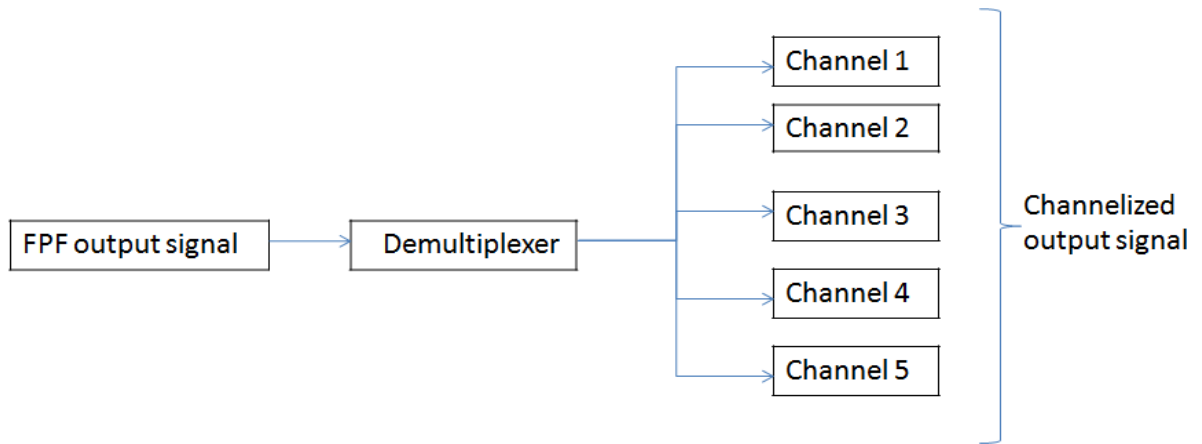 FPF output signal
Demultiplexer
Channel 1
Channel 2
Channel 3
Channel 4
Channel 5
Channelized
output signal